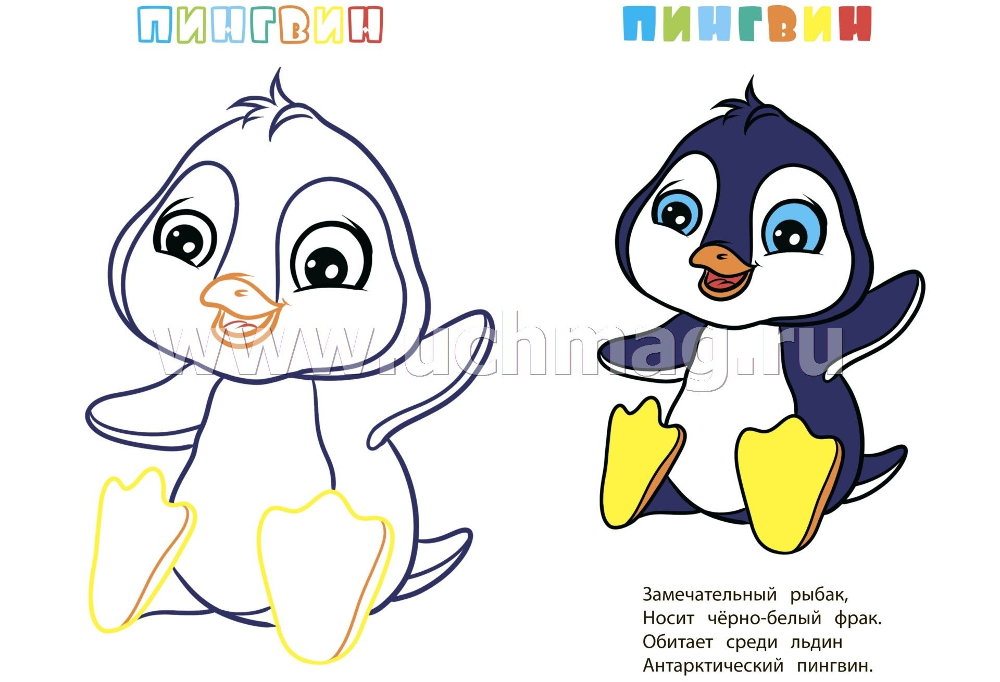 ПИНГВИН
ПИНГВИН
www.uchmag.ru
Замечательный рыбак,
Носит чёрно-белый фрак.
Обитает среди льдин
Антарктический пингвин.